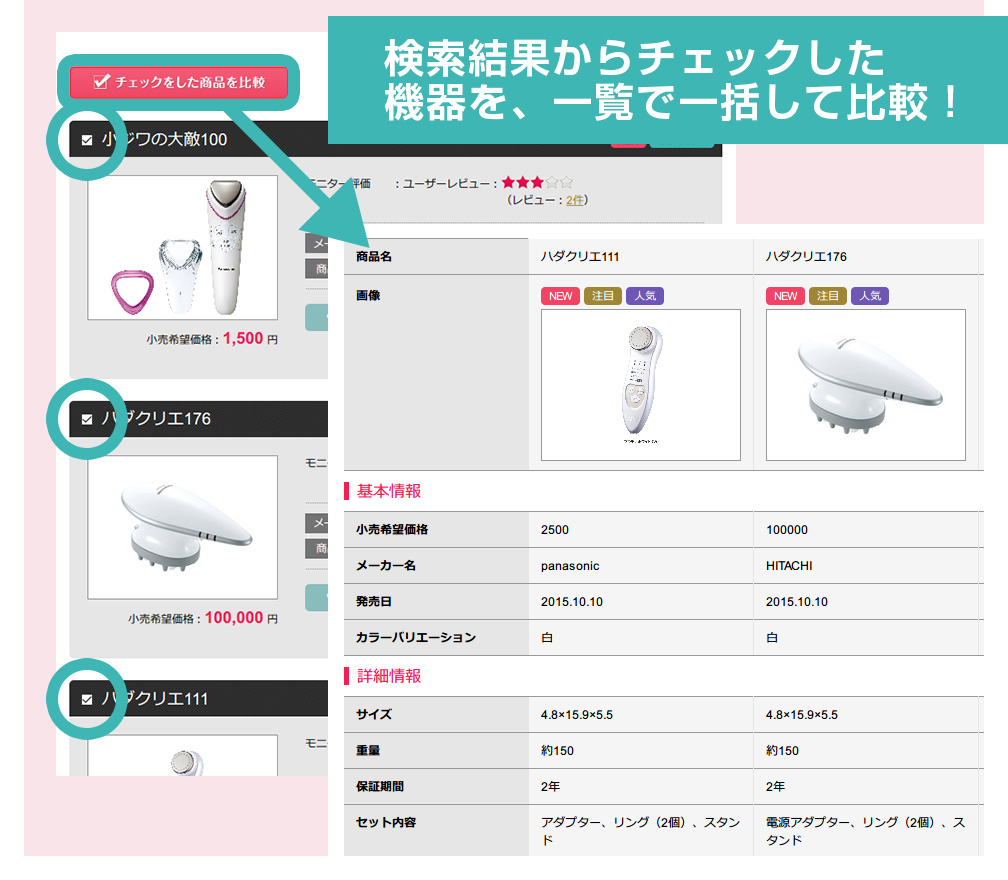 検索結果からチェックした
機器を、一覧で一括して比較！
チェックをした商品を比較
小ジワの大敵100
モニター評価 ：ユーザーレビュー：★★★☆☆
（レビュー：2件）
Panasonic
メー
商
小売希望価格：1,500 円
ハダクリエ176
モニ
メー
商
小売希望価格：100,000 円
ハダクリエ111
モニ
商品名 ハダクリエ111 ハダクリエ176
画像 NEW 注目 人気 NEW 注目 人気
基本情報
小売希望価格 2500 100000
メーカー名 panasonic HITACHI
発売日 2015.10.10 2015.10.10
カラーバリエーション 白 白
詳細情報
サイズ 4.8×15.9×5.5 4.8×15.9×5.5
重量 約150 約150
保証期間 2年 2年
セット内容 アダプター、リング（2個）、スタン 電源アダプター、リング（2個）、ス
ド タンド